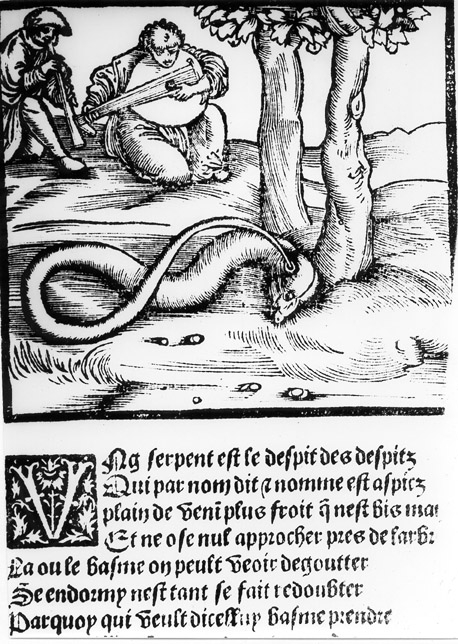 VNg serpent est le despit des despitz
Qui par nom dit ⁊ nomme est aspicz
plain de veni plus froit q̃ nest bis
Et ne ose nul approcher pres de larbr
La ou le basme on peult veoir degoutter
Se endormy nest tant se fait redoubter
Parquoy qui veult dicelluy basme prendre